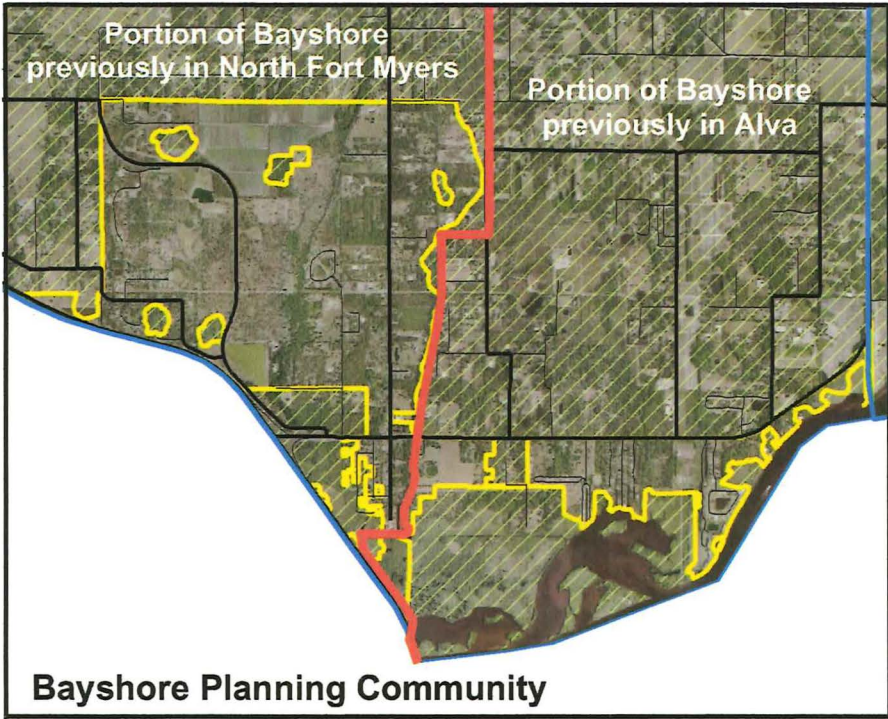 Portion of Bayshore
previously in North Fort Myers
Portion of Bayshore
previously in Alva
Bayshore Planning Community